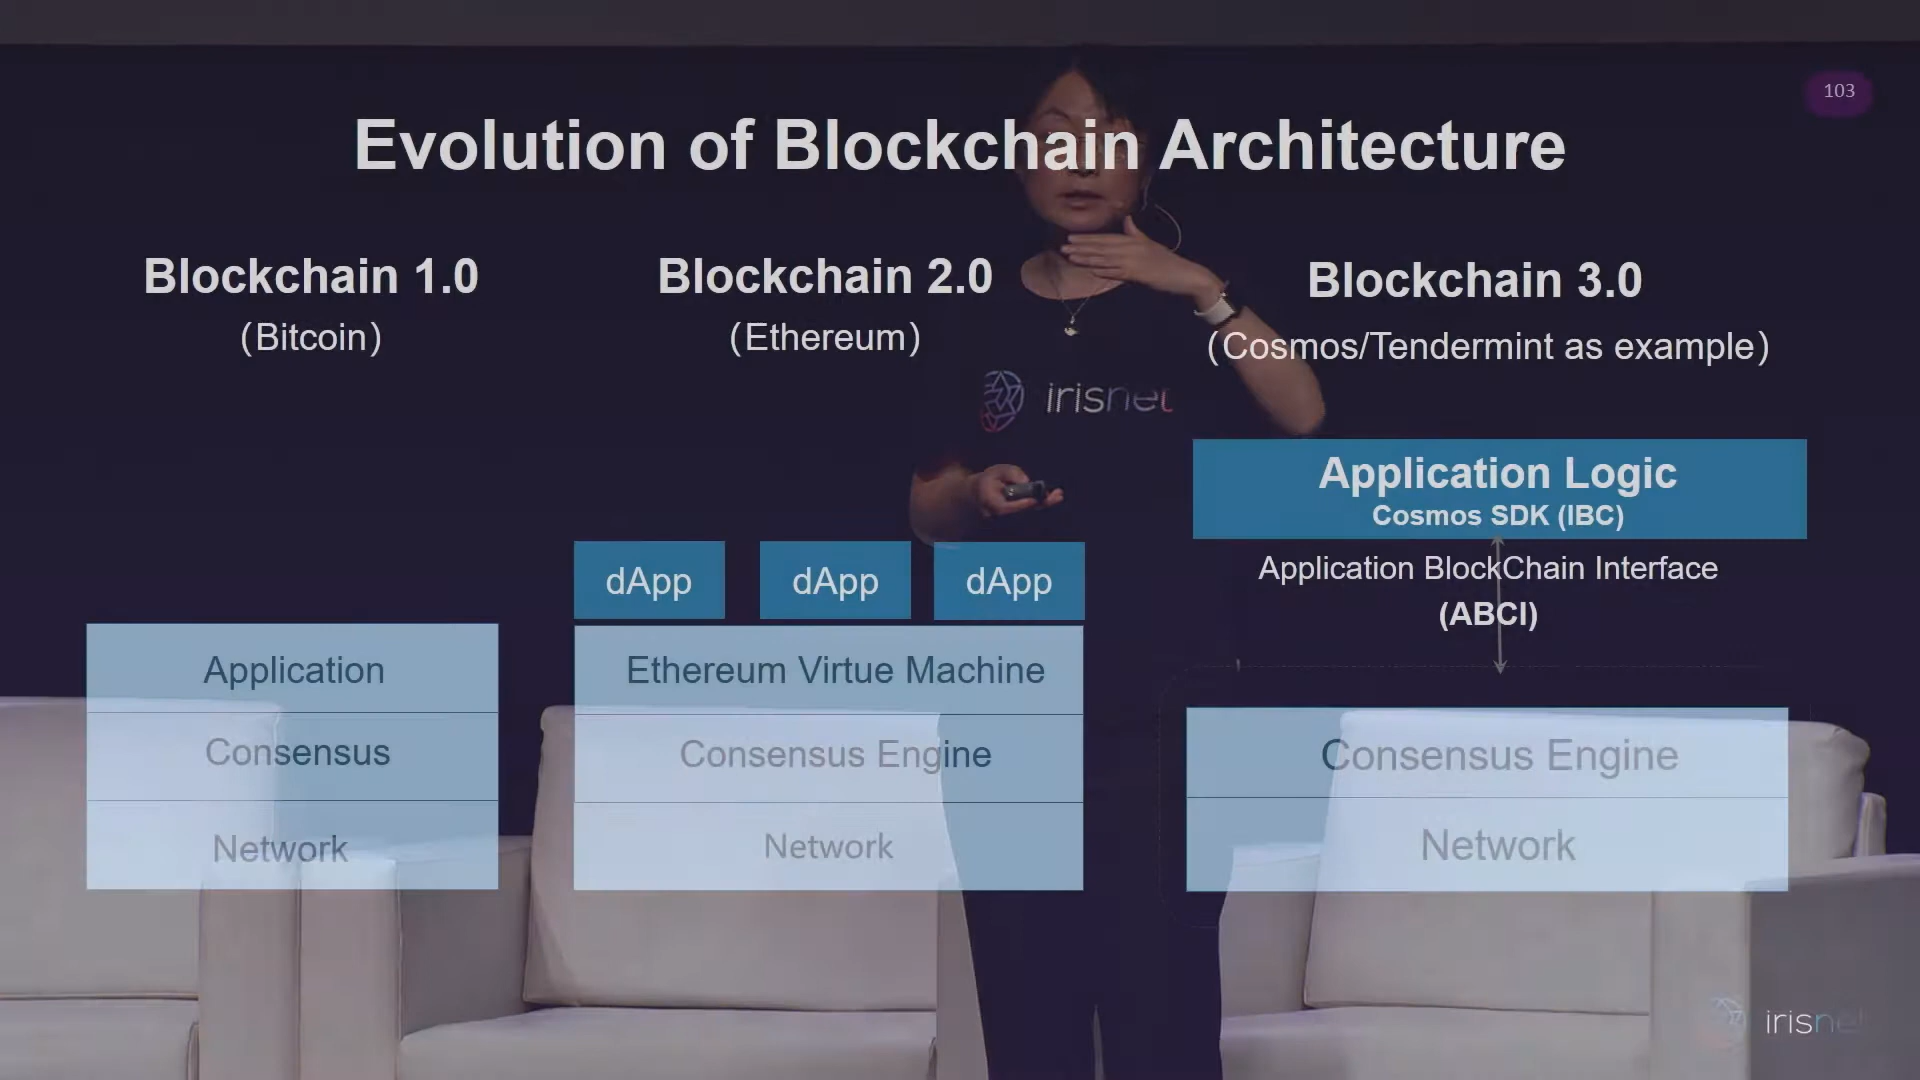 103
Evolution of Blockchain Architecture
Blockchain 1.0
(Bitcoin)
Application
Consensus
Network
Blockchain 2.0
(Ethereum)
dApp dApp dApp
Ethereum Virtue Machine
Consensus Engine
Network
Blockchain 3.0
(Cosmos/Tendermint as example)
Application Logic
Cosmos SDK (IBC)
Application BlockChain Interface
(ABCI)
Consensus Engine
Network
irisnet
irisnet